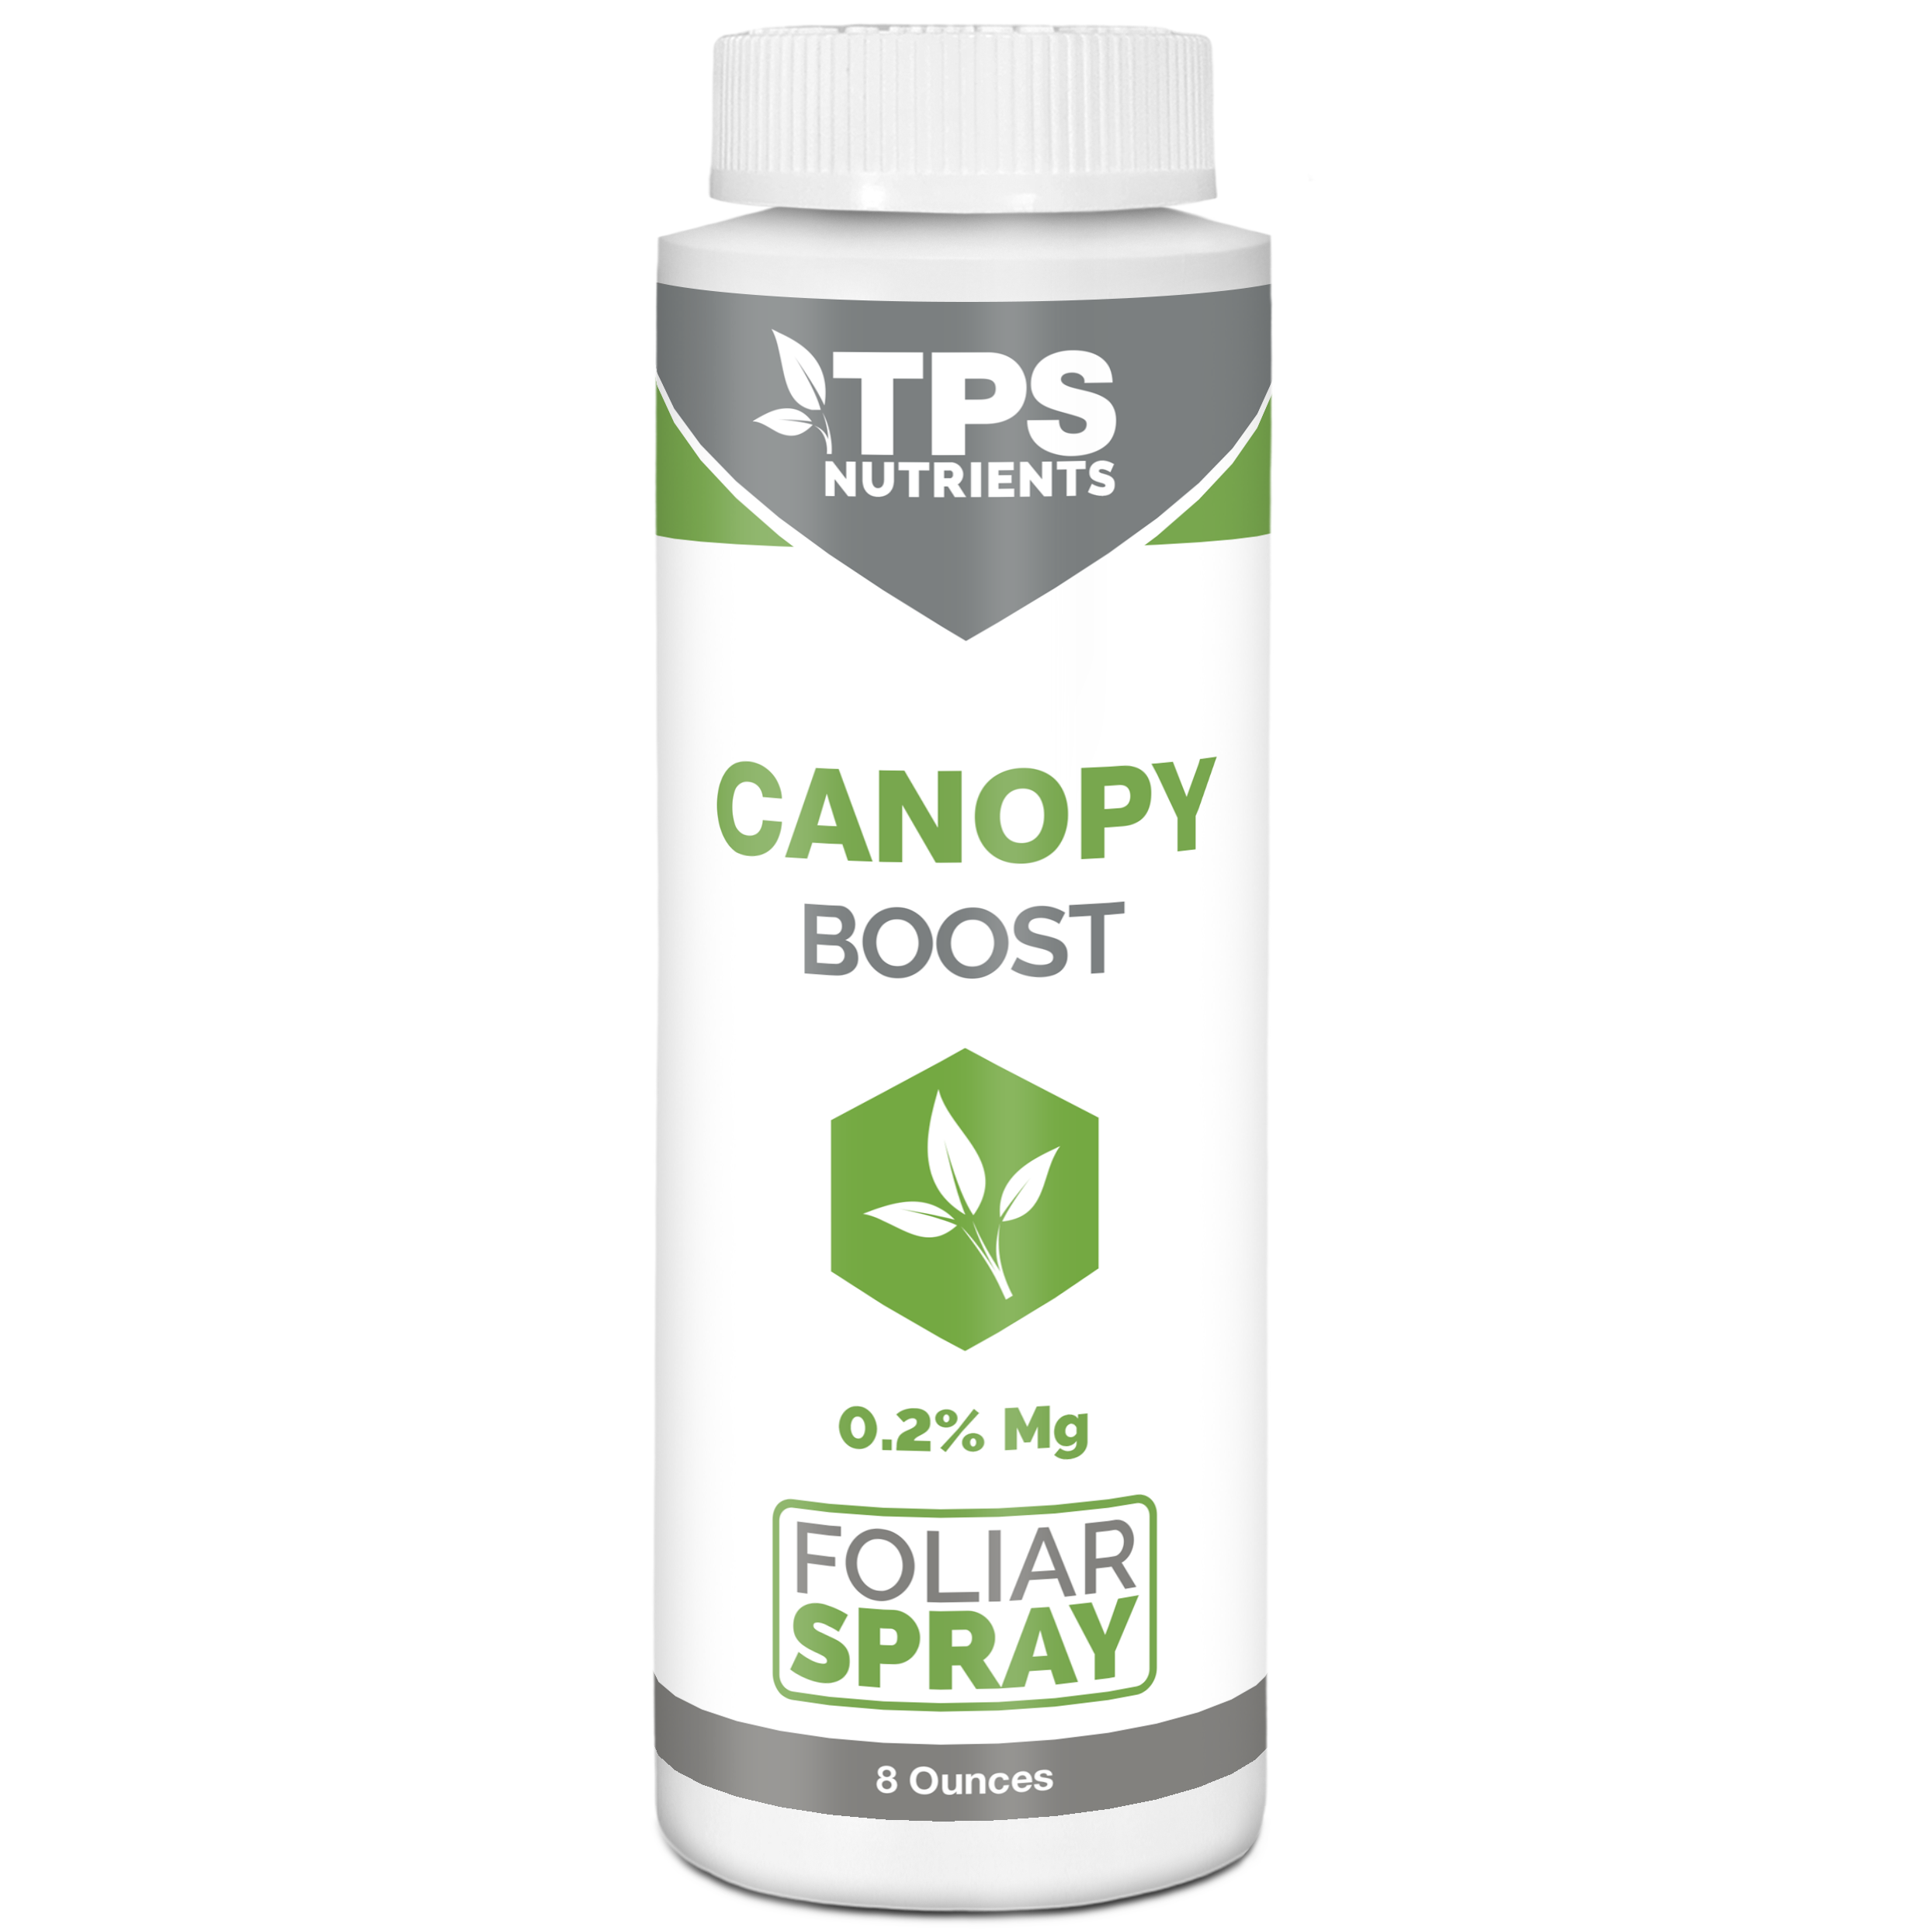 TPS
NUTRIENTS
CANOPY
BOOST
0.2% Mg
FOLIAR
SPRAY
8 Ounces